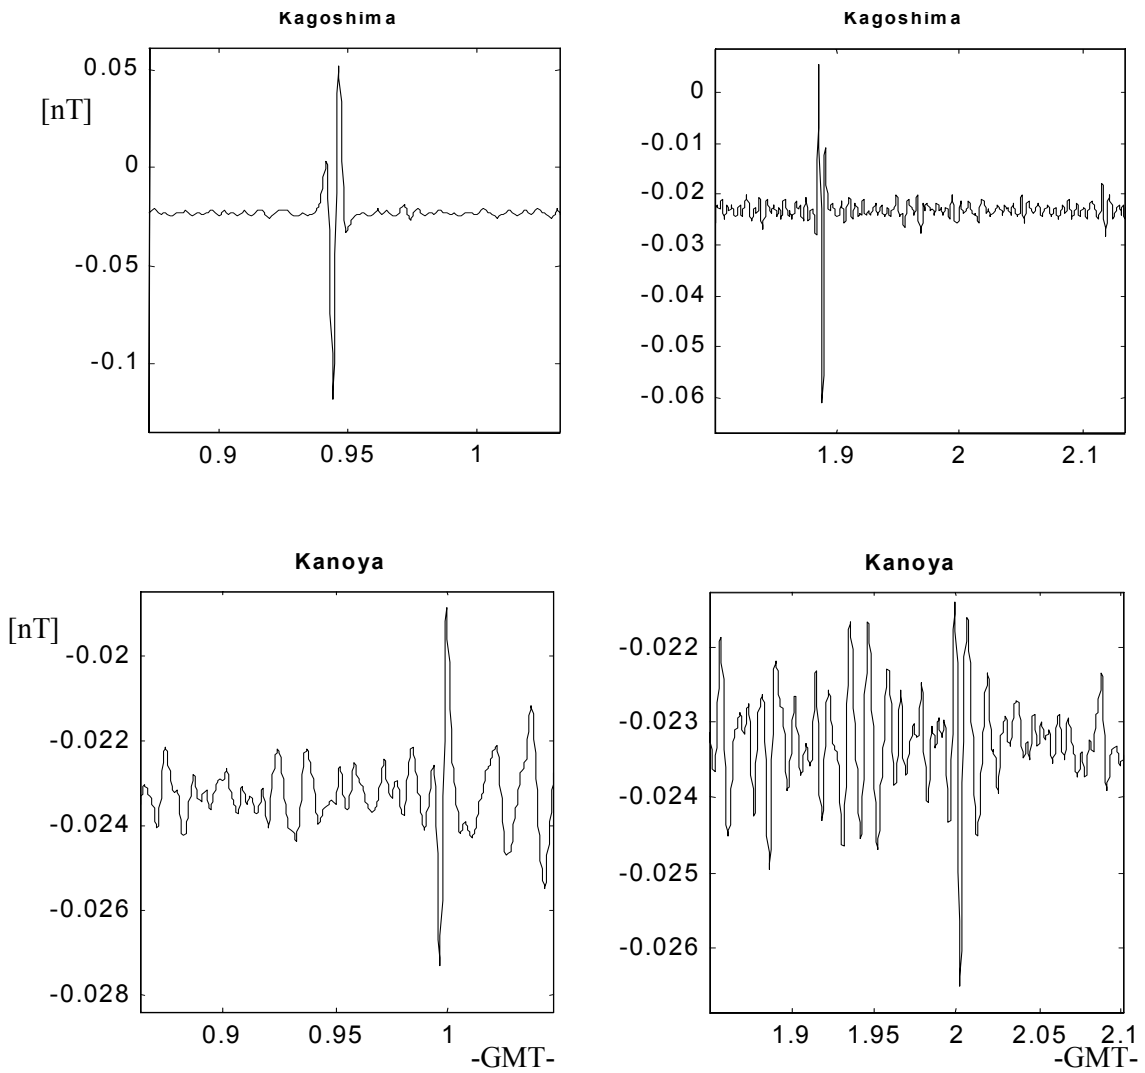 Kagoshima
0.05
[nT]
0
-0.05
-0.1
0.9 0.95 1
Kagoshima
0
-0.01
-0.02
-0.03
-0.04
-0.05
-0.06
1.9 2 2.1
Kanoya
[nT]
-0.02
-0.022
-0.024
-0.026
-0.028
0.9 0.95 1
-GMT-
Kanoya
-0.022
-0.023
-0.024
-0.025
-0.026
1.9 1.95 2 2.05 2.1
-GMT-